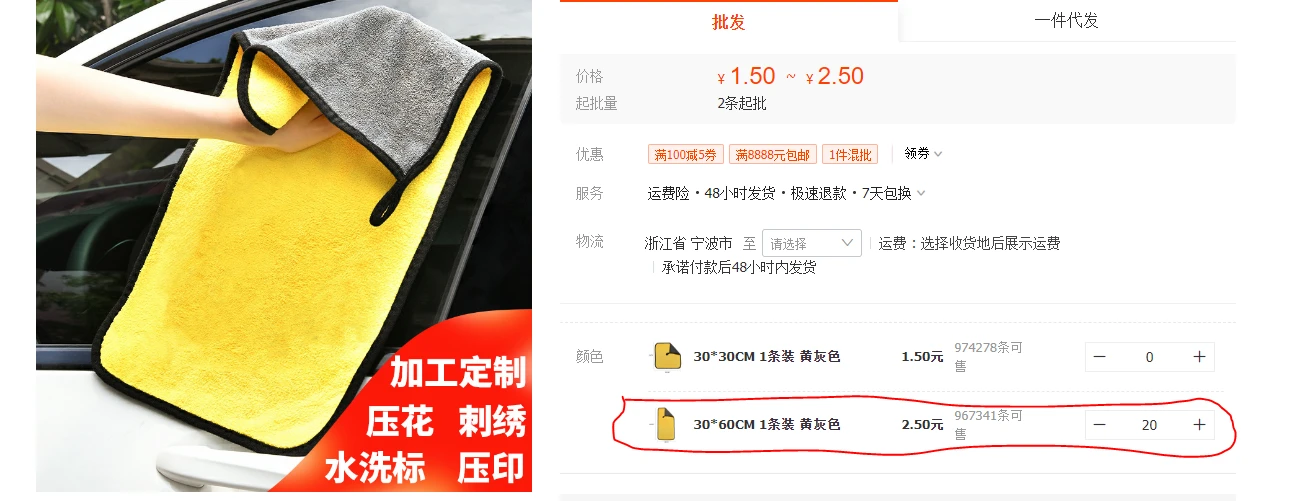 加工定制
压花 刺绣
水洗标 压印
批发
一件代发
价格 ¥ 1.50 ~ ¥ 2.50
起批量 2条起批
优惠 满100减5券 满8888元包邮 1件混批 领券
服务 运费险·48小时发货·极速退款·7天包换
物流 浙江省 宁波市 至 请选择 运费：选择收货地后展示运费
承诺付款后48小时内发货
颜色 30*30CM 1条装 黄灰色 1.50元 974278条可售 − 0 +
30*60CM 1条装 黄灰色 2.50元 967341条可售 − 20 +